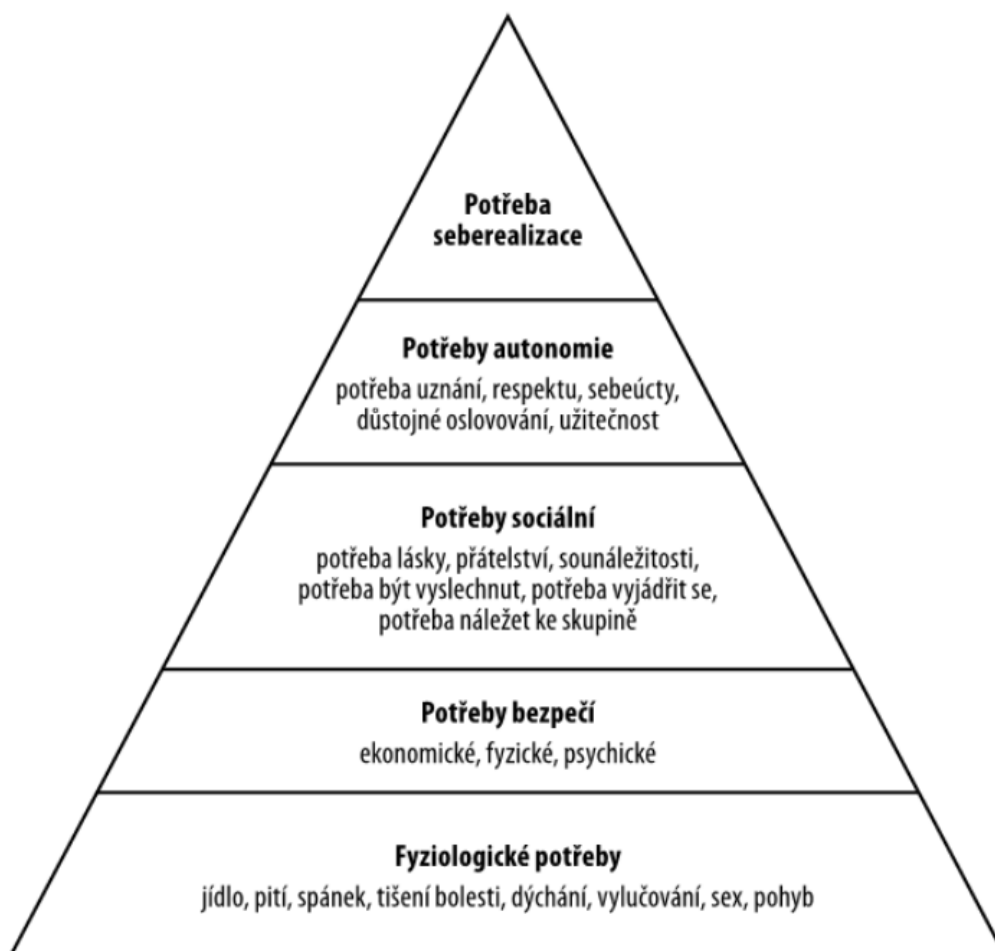 Potřeba
seberealizace
Potřeby autonomie
potřeba uznání, respektu, sebeúcty,
důstojné oslovování, užitečnost
Potřeby sociální
potřeba lásky, přátelství, sounáležitosti,
potřeba být vyslechnut, potřeba vyjádřit se,
potřeba náležet ke skupině
Potřeby bezpečí
ekonomické, fyzické, psychické
Fyziologické potřeby
jídlo, pití, spánek, tišení bolesti, dýchání, vylučování, sex, pohyb